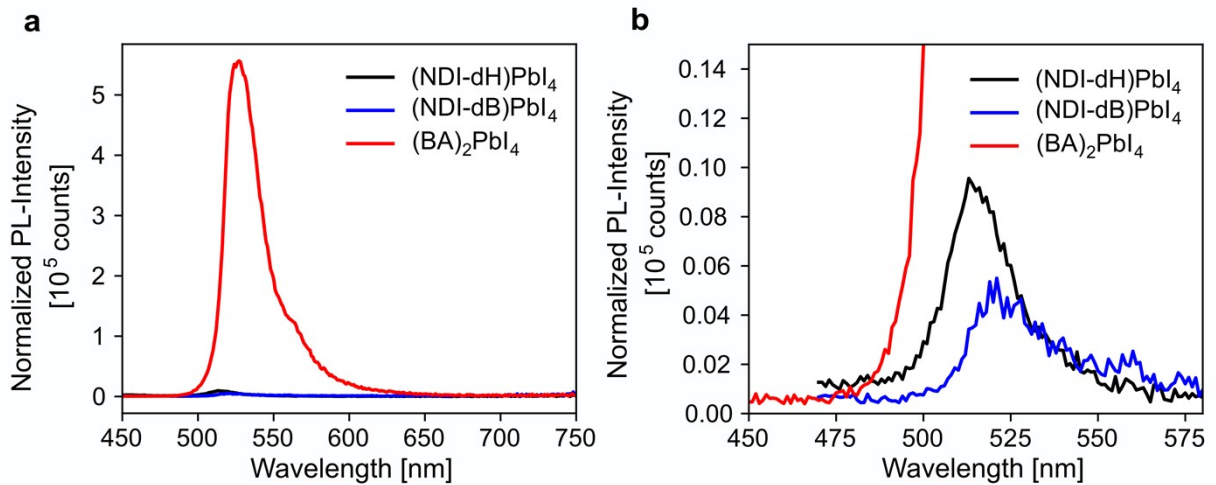 a
Normalized PL-Intensity
[10⁵ counts]
5
4
3
2
1
0
(NDI-dH)PbI₄
(NDI-dB)PbI₄
(BA)₂PbI₄
450 500 550 600 650 700 750
Wavelength [nm]
b
Normalized PL-Intensity
[10⁵ counts]
0.14
0.12
0.10
0.08
0.06
0.04
0.02
0.00
(NDI-dH)PbI₄
(NDI-dB)PbI₄
(BA)₂PbI₄
450 475 500 525 550 575
Wavelength [nm]